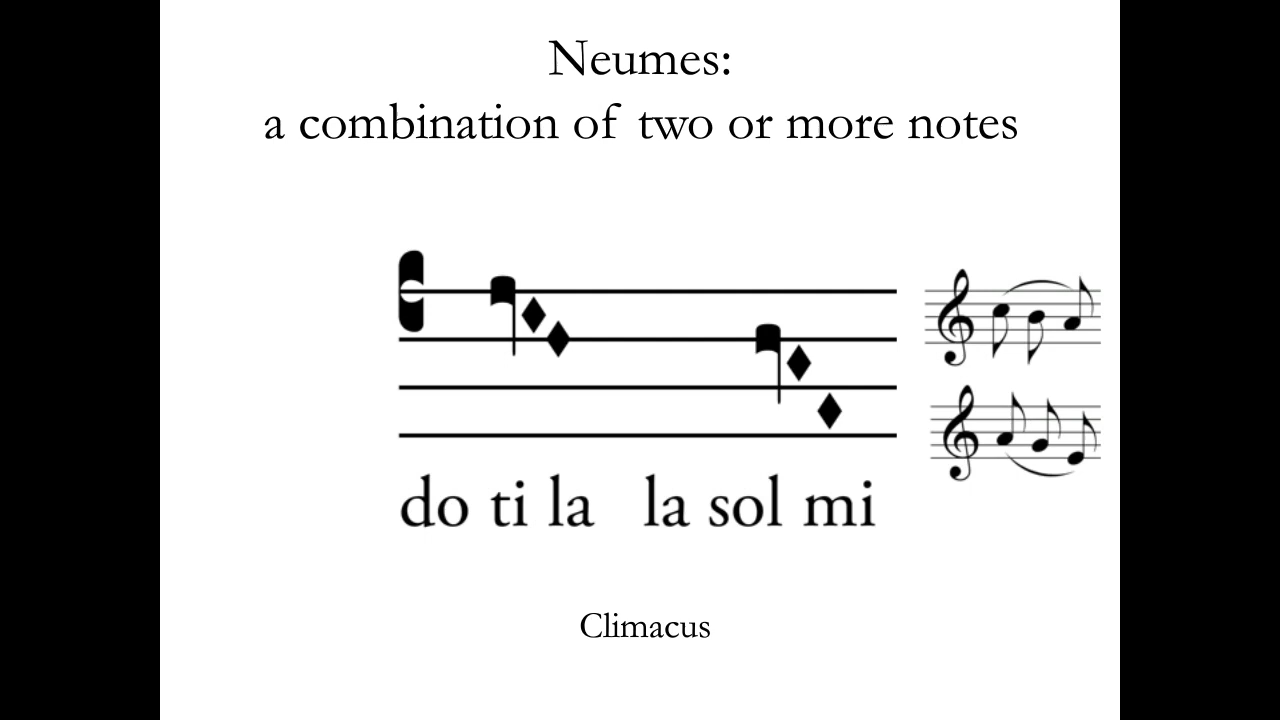 Neumes:
a combination of two or more notes
do ti la la sol mi
Climacus